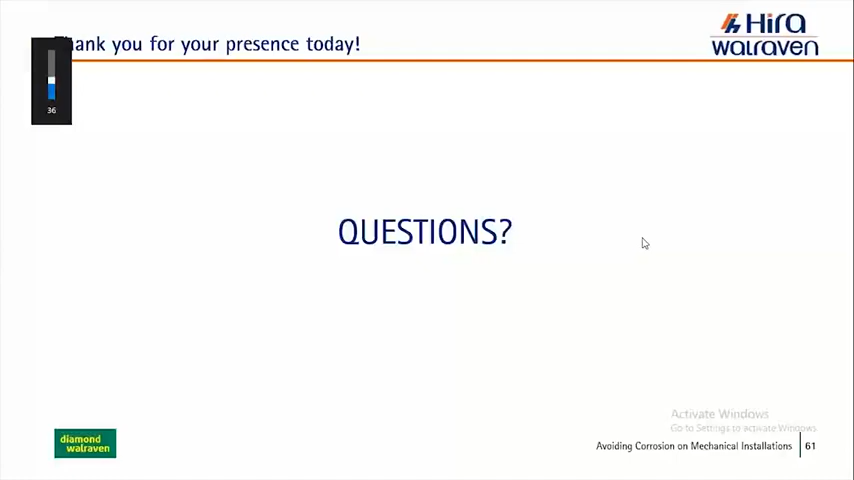 Thank you for your presence today!
Hira
walraven
36
QUESTIONS?
Activate Windows
Go to Settings to activate Windows.
diamond
walraven
Avoiding Corrosion on Mechanical Installations 61